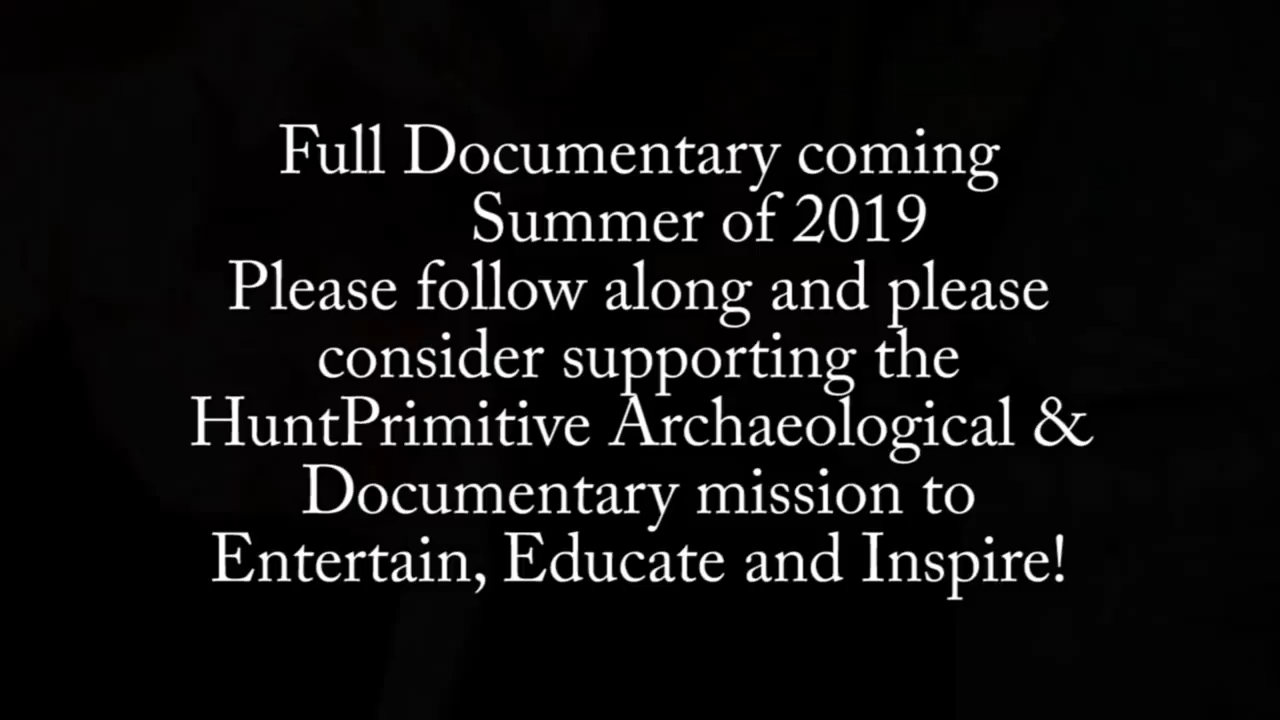 Full Documentary coming
Summer of 2019
Please follow along and please
consider supporting the
HuntPrimitive Archaeological &
Documentary mission to
Entertain, Educate and Inspire!